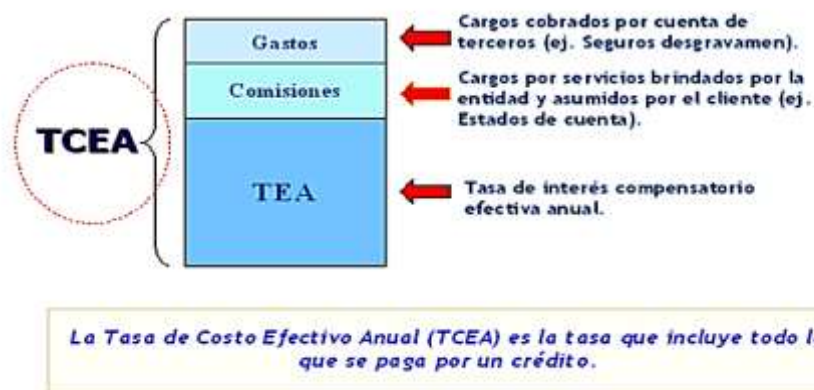 Gastos
Cargos cobrados por cuenta de
terceros (ej. Seguros desgravamen).
Comisiones
Cargos por servicios brindados por la
entidad y asumidos por el cliente (ej.
Estados de cuenta).
TCEA
TEA
Tasa de interés compensatorio
efectiva anual.
La Tasa de Costo Efectivo Anual (TCEA) es la tasa que incluye todo
que se paga por un crédito.